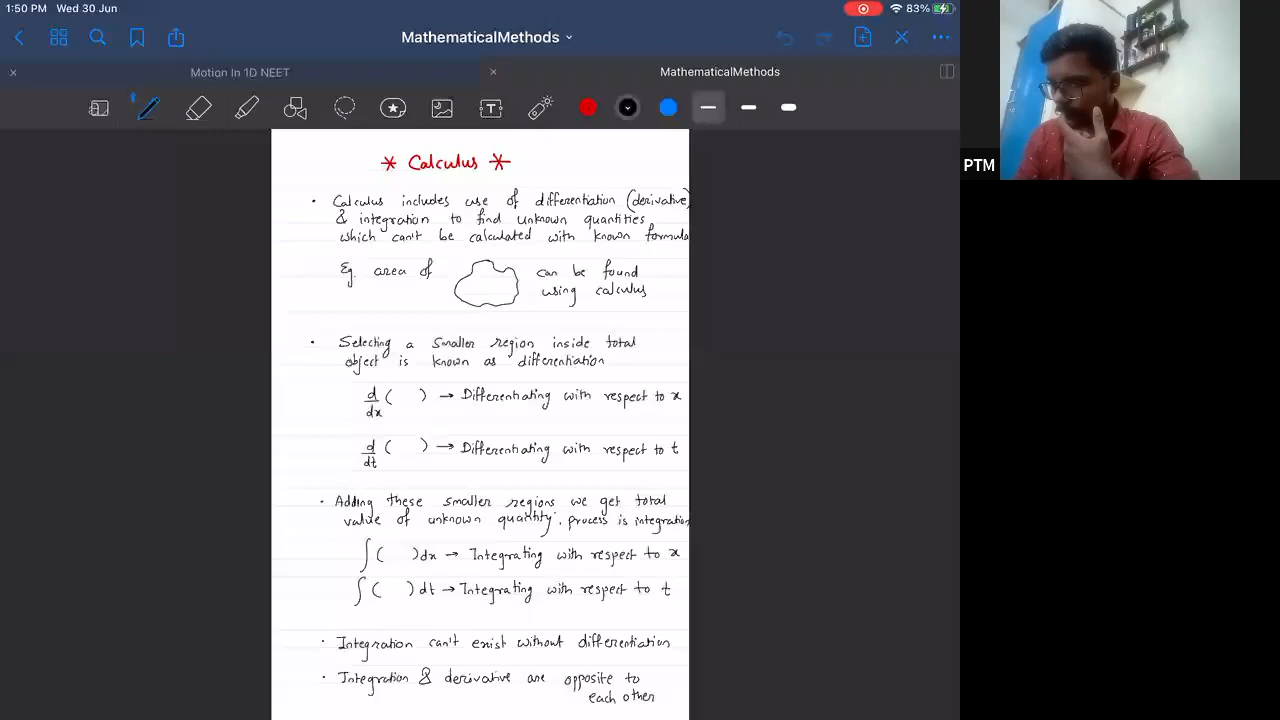 1:50 PM Wed 30 Jun
83%
MathematicalMethods
Motion In 1D NEET
MathematicalMethods
PTM
* Calculus *
• Calculus includes use of differentiation (derivative)
& integration to find unknown quantities
which can't be calculated with known formula
Eg. area of can be found
using calculus
• Selecting a smaller region inside total
object is known as differentiation
d/dx ( ) → Differentiating with respect to x
d/dt ( ) → Differentiating with respect to t
• Adding these smaller regions we get total
value of unknown quantity, process is integration
∫ ( ) dx → Integrating with respect to x
∫ ( ) dt → Integrating with respect to t
• Integration can't exist without differentiation
• Integration & derivative are opposite to
each other